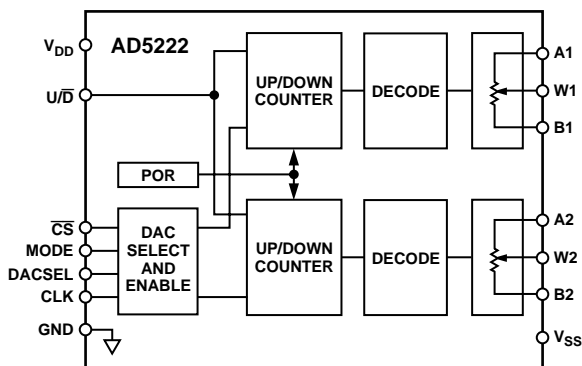 AD5222
V_DD
U/D̅
UP/DOWN
COUNTER
DECODE
A1
W1
B1
POR
C̅S̅
MODE
DACSEL
CLK
GND
DAC
SELECT
AND
ENABLE
UP/DOWN
COUNTER
DECODE
A2
W2
B2
V_SS